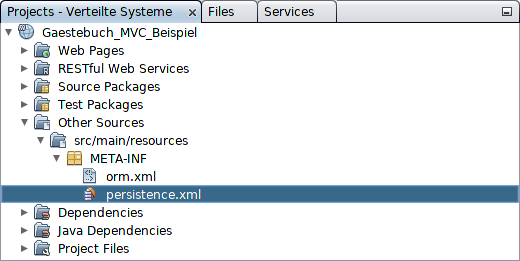 Projects - Verteilte Systeme Files Services
Gaestebuch_MVC_Beispiel
Web Pages
RESTful Web Services
Source Packages
Test Packages
Other Sources
src/main/resources
META-INF
orm.xml
persistence.xml
Dependencies
Java Dependencies
Project Files